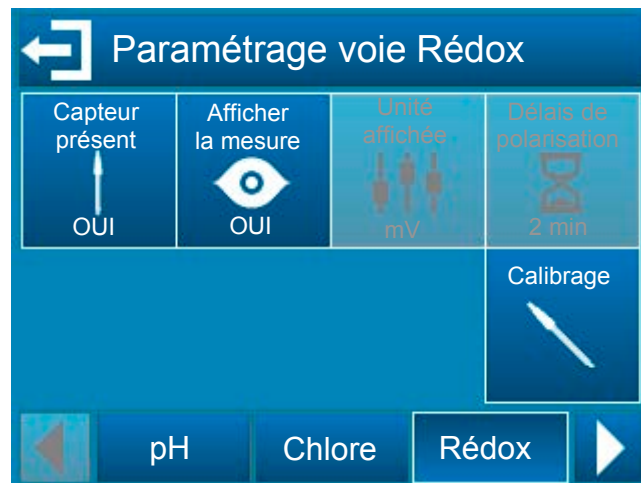 Paramétrage voie Rédox
Capteur
présent
OUI
Afficher
la mesure
OUI
Unité
affichée
mV
Délais de
polarisation
2 min
Calibrage
pH
Chlore
Rédox